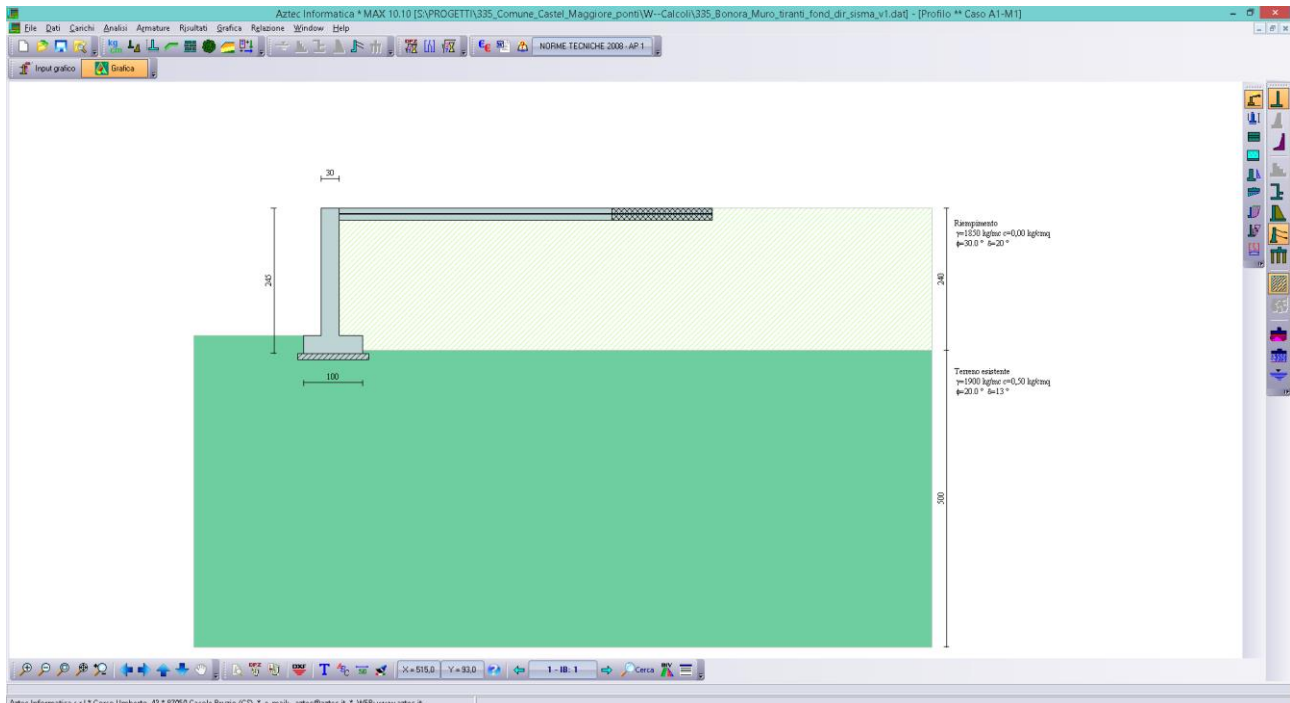 Aztec Informatica * MAX 10.10 [S:\PROGETTI\335_Comune_Castel_Maggiore_ponti\W--Calcoli\335_Bonora_Muro_tiranti_fond_dir_sisma_v1.dat] - [Profilo ** Caso A1-M1]
File Dati Carichi Analisi Armature Risultati Grafica Relazione Window Help
NORME TECNICHE 2008 - AP 1
Input grafico Grafica
30
Riempimento
γ=1850 kg/mc c=0,00 kg/cmq
ϕ=30.0 ° δ=20 °
245
240
100
Terreno esistente
γ=1900 kg/mc c=0,50 kg/cmq
ϕ=20.0 ° δ=13 °
500
DXF T X = 515,0 Y = 93,0 1 - IB: 1 Cerca INV